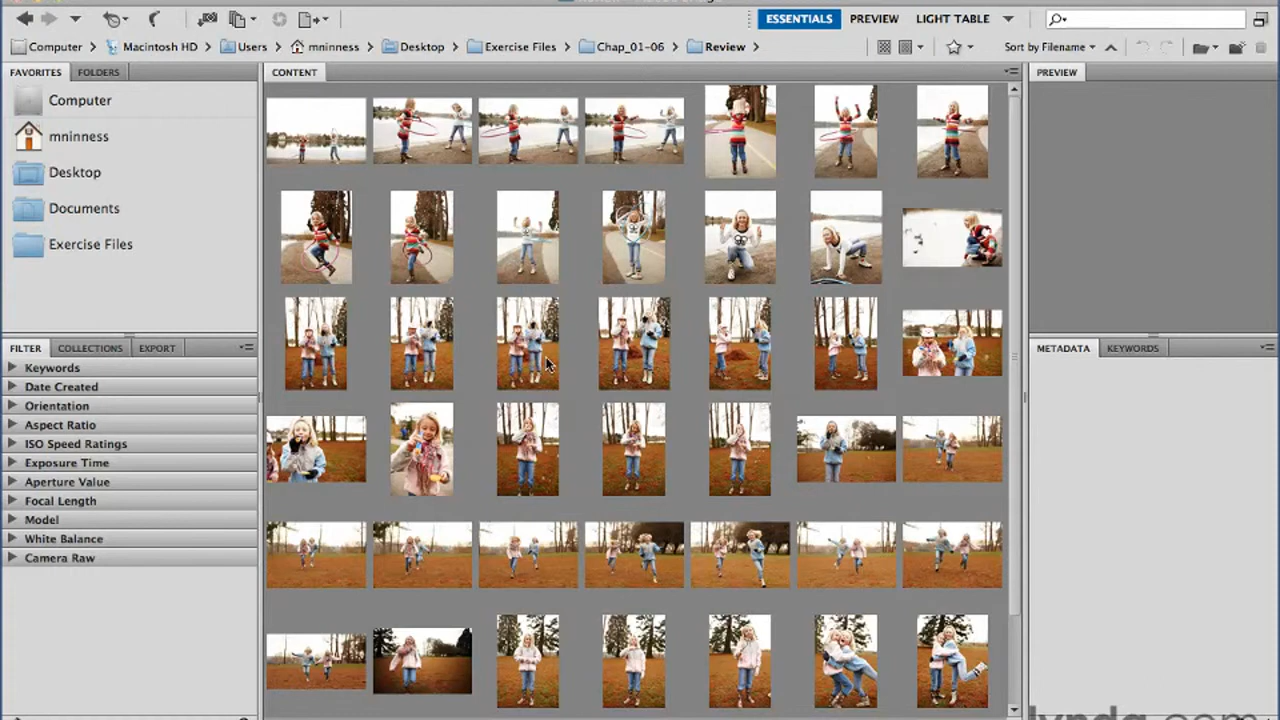 ESSENTIALS PREVIEW LIGHT TABLE
Computer Macintosh HD Users mninness Desktop Exercise Files Chap_01-06 Review Sort by Filename
FAVORITES FOLDERS CONTENT PREVIEW
Computer
mninness
Desktop
Documents
Exercise Files
FILTER COLLECTIONS EXPORT METADATA KEYWORDS
Keywords
Date Created
Orientation
Aspect Ratio
ISO Speed Ratings
Exposure Time
Aperture Value
Focal Length
Model
White Balance
Camera Raw
lynda.com